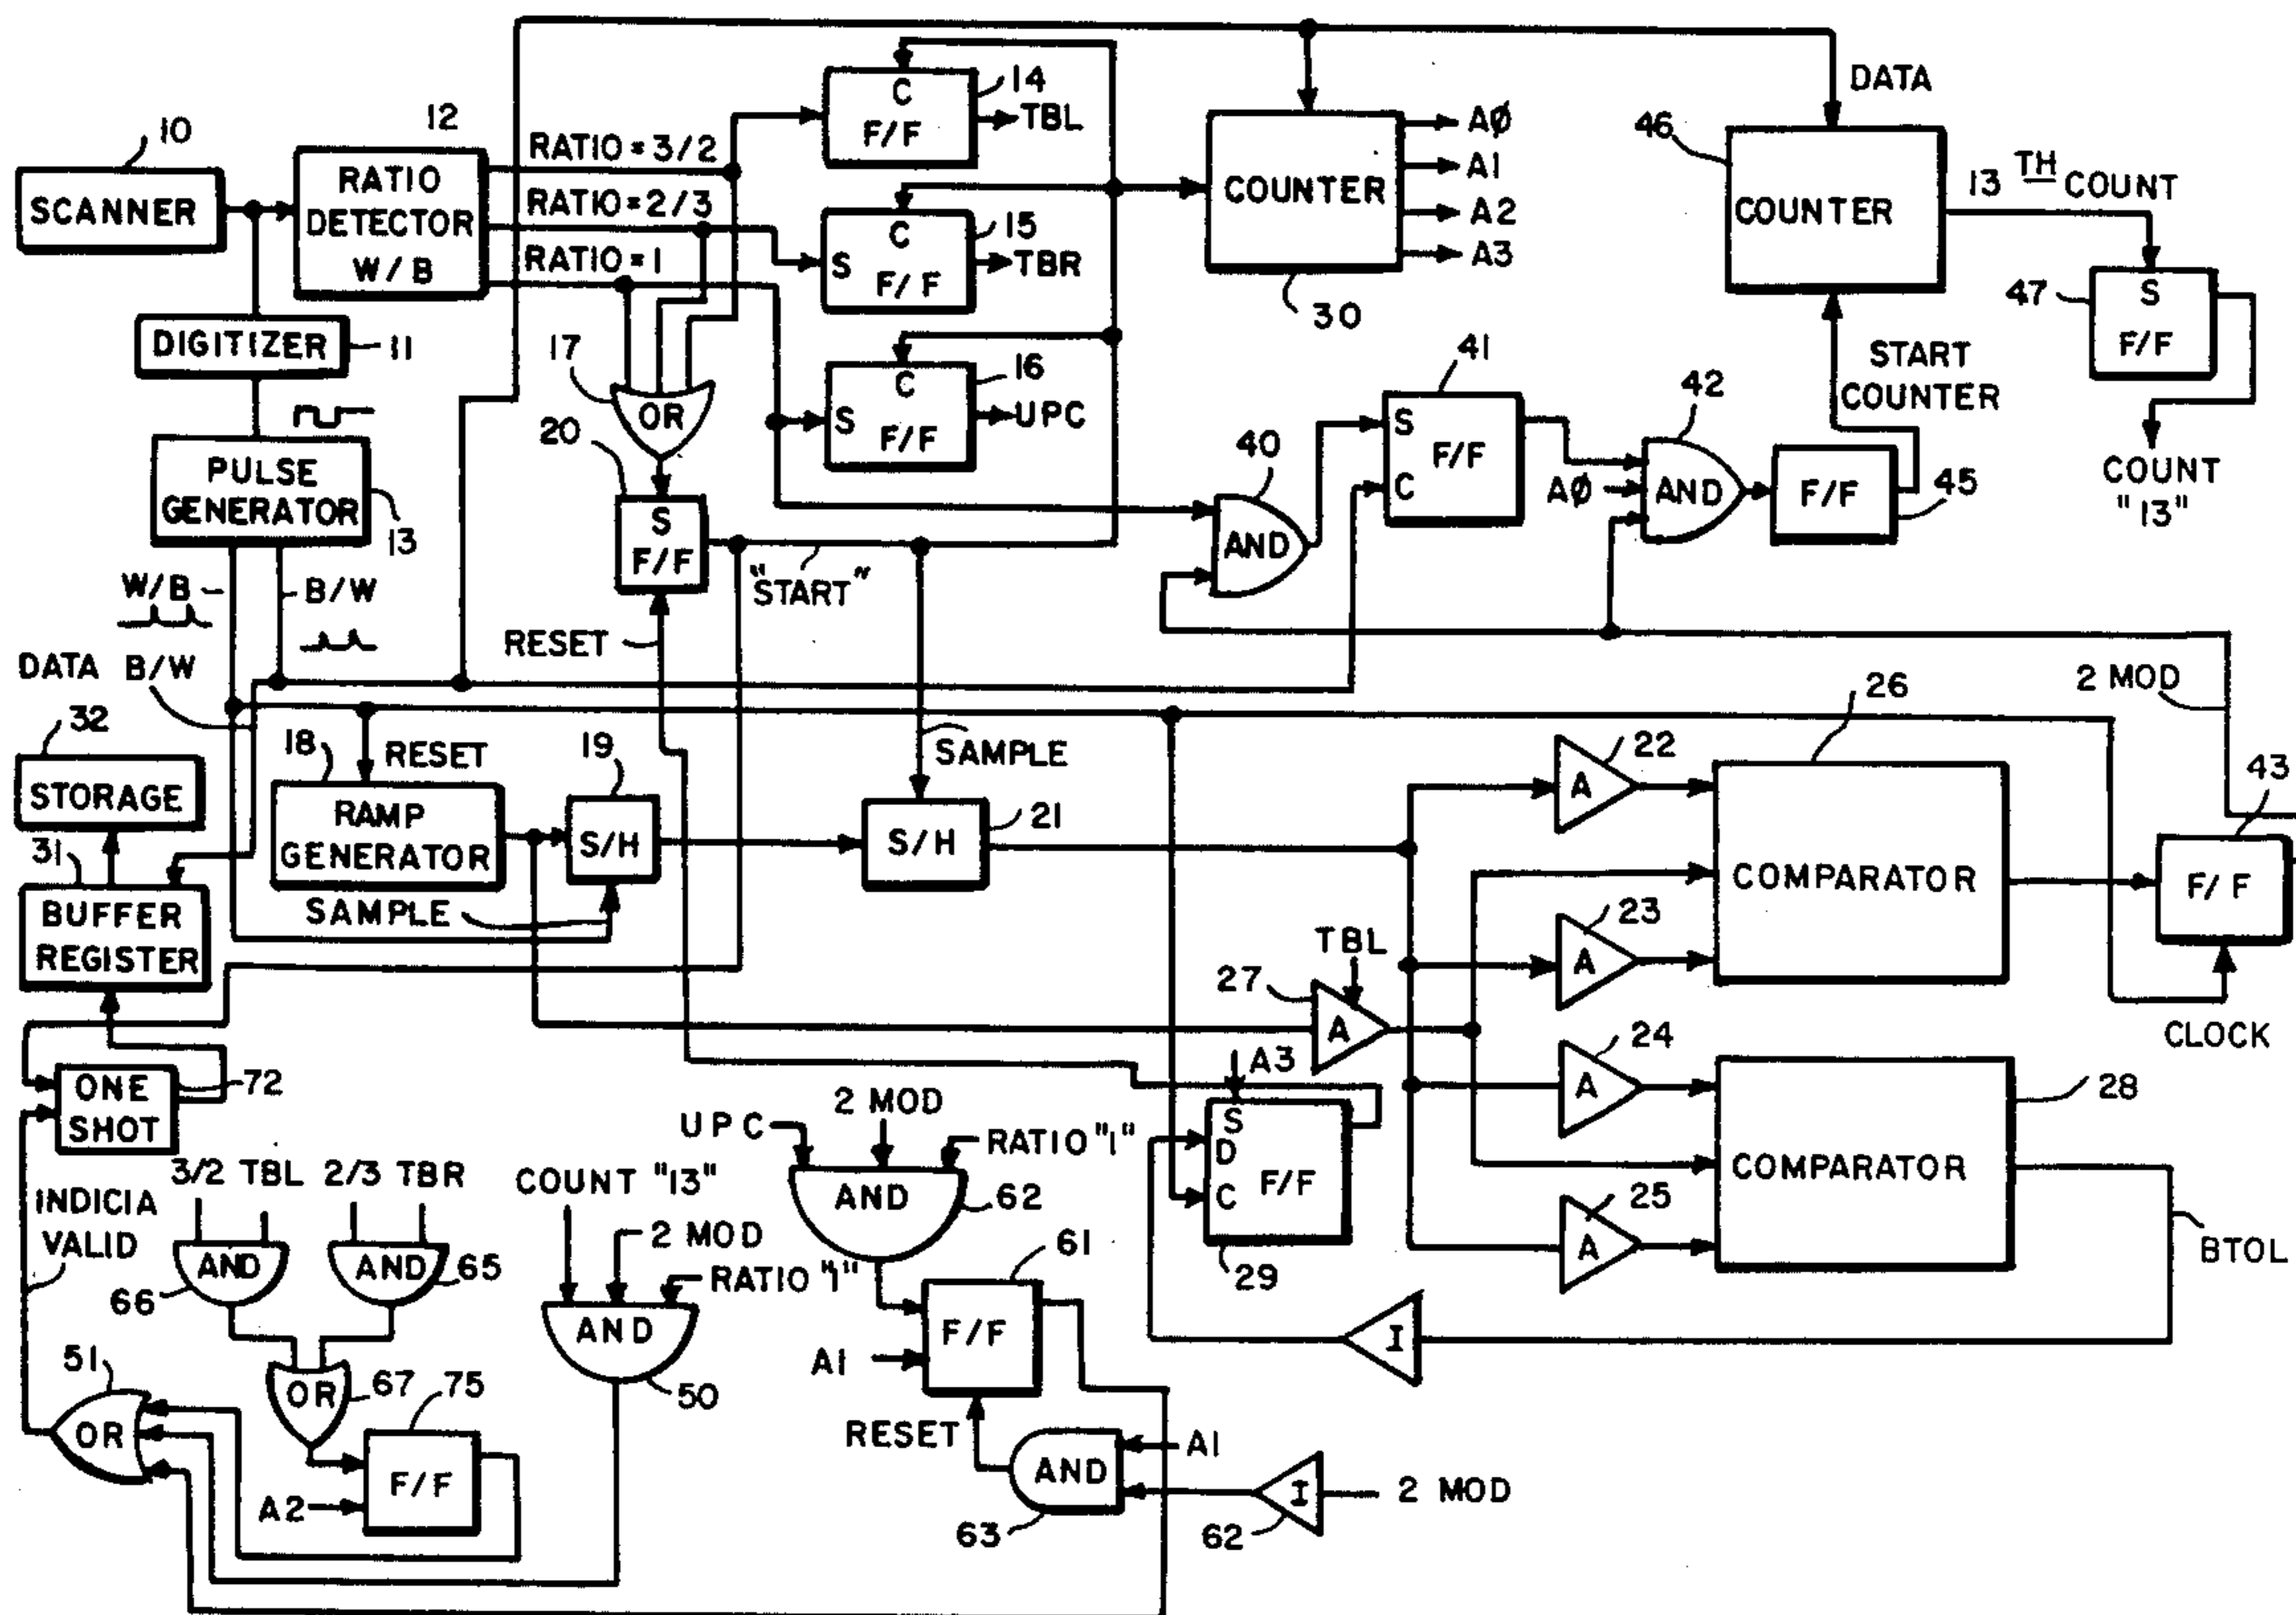 DATA
10
12
RATIO = 3/2
C
F/F
14
TBL
AØ
A1
A2
A3
COUNTER
30
46
COUNTER
13 TH COUNT
SCANNER
RATIO
DETECTOR
W/B
RATIO = 2/3
RATIO = 1
S
C
F/F
15
TBR
47
S
F/F
DIGITIZER
11
17
OR
20
S
C
F/F
16
UPC
41
S
C
F/F
42
START
COUNTER
COUNT
"13"
PULSE
GENERATOR
13
40
AND
AØ
AND
F/F
45
S
F/F
"START"
W/B
B/W
RESET
DATA B/W
2 MOD
32
STORAGE
18
RESET
RAMP
GENERATOR
19
S/H
SAMPLE
S/H
21
22
A
26
COMPARATOR
43
F/F
31
BUFFER
REGISTER
SAMPLE
23
A
TBL
27
A
CLOCK
24
A
28
COMPARATOR
25
A
BTOL
ONE
SHOT
72
A3
S
D
C
F/F
29
I
UPC
2 MOD
RATIO "1"
AND
62
3/2 TBL
2/3 TBR
COUNT "13"
2 MOD
RATIO "1"
INDICIA
VALID
AND
66
AND
65
AND
50
61
F/F
A1
51
OR
OR
67
75
F/F
A2
RESET
AND
63
A1
I
62
2 MOD